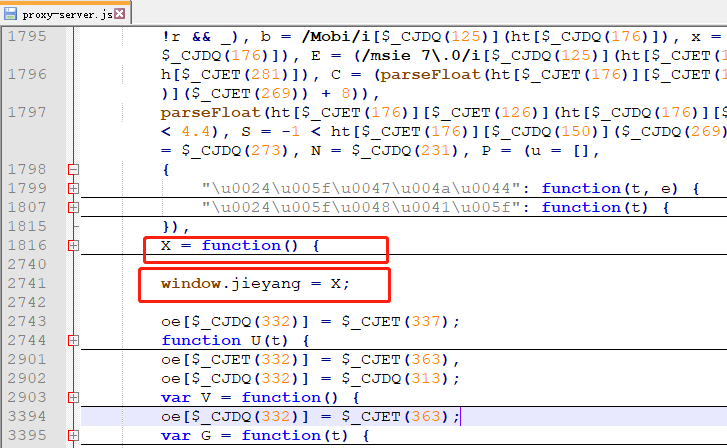 proxy-server.js
1795 !r && _), b = /Mobi/i[$_CJDQ(125)](ht[$_CJDQ(176)]), x =
$_CJDQ(176)]), E = (/msie 7\.0/i[$_CJDQ(125)](ht[$_CJET(1
1796 h[$_CJET(281)]), C = (parseFloat(ht[$_CJET(176)][$_CJET(1
)]($_CJET(269)) + 8)),
1797 parseFloat(ht[$_CJET(176)][$_CJET(126)](ht[$_CJDQ(176)][$
< 4.4), S = -1 < ht[$_CJET(176)][$_CJDQ(150)]($_CJDQ(269)
= $_CJDQ(273), N = $_CJDQ(231), P = (u = [],
1798 {
1799 "\u0024\u005f\u0047\u004a\u0044": function(t, e) {
1807 "\u0024\u005f\u0048\u0041\u005f": function(t) {
1815 }),
1816 X = function() {
2740
2741 window.jieyang = X;
2742
2743 oe[$_CJDQ(332)] = $_CJET(337);
2744 function U(t) {
2901 oe[$_CJET(332)] = $_CJET(363),
2902 oe[$_CJDQ(332)] = $_CJDQ(313);
2903 var V = function() {
3394 oe[$_CJDQ(332)] = $_CJET(363);
3395 var G = function(t) {